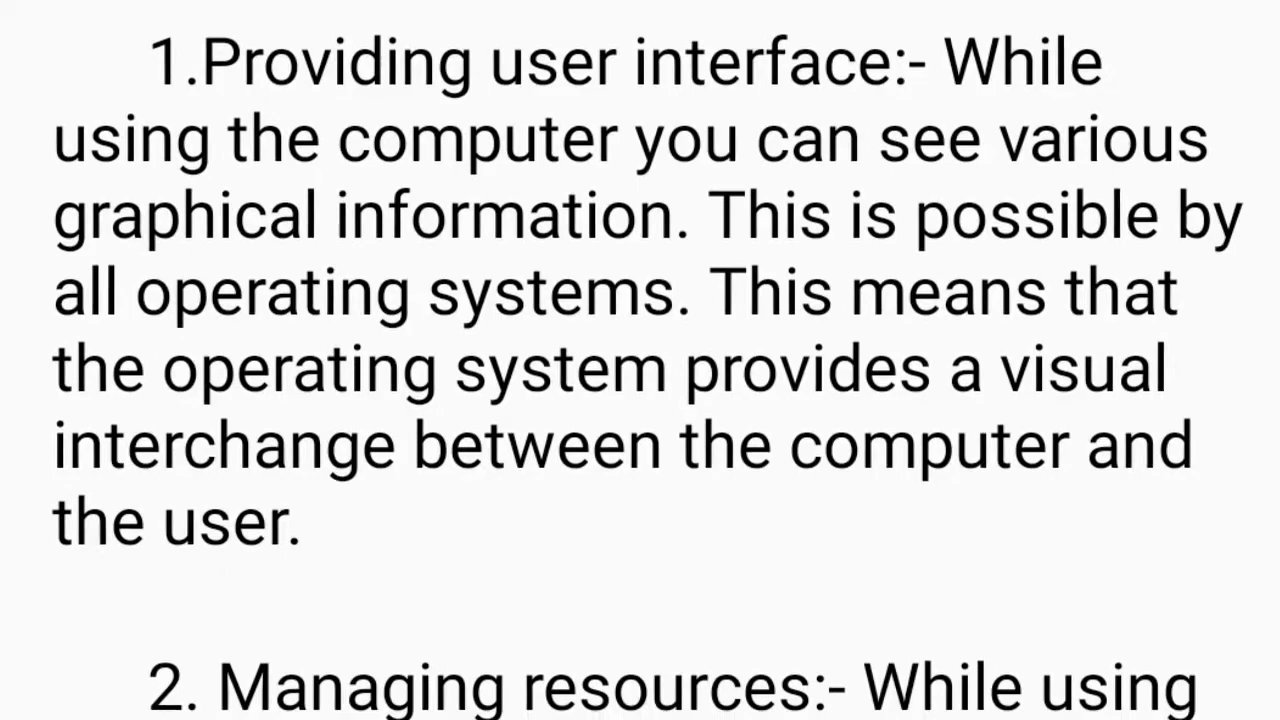 1.Providing user interface:- While
using the computer you can see various
graphical information. This is possible by
all operating systems. This means that
the operating system provides a visual
interchange between the computer and
the user.
2. Managing resources:- While using